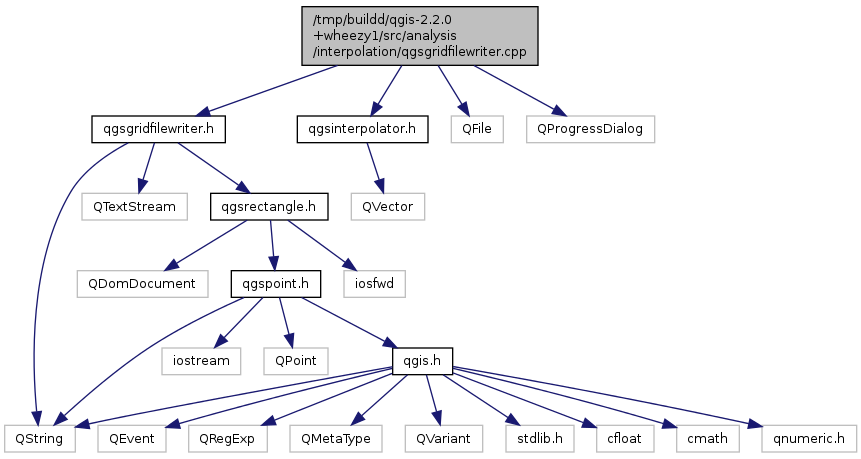 /tmp/buildd/qgis-2.2.0
+wheezy1/src/analysis
/interpolation/qgsgridfilewriter.cpp
qgsgridfilewriter.h
qgsinterpolator.h
QFile
QProgressDialog
QTextStream
qgsrectangle.h
QVector
QDomDocument
qgspoint.h
iosfwd
iostream
QPoint
qgis.h
QString
QEvent
QRegExp
QMetaType
QVariant
stdlib.h
cfloat
cmath
qnumeric.h